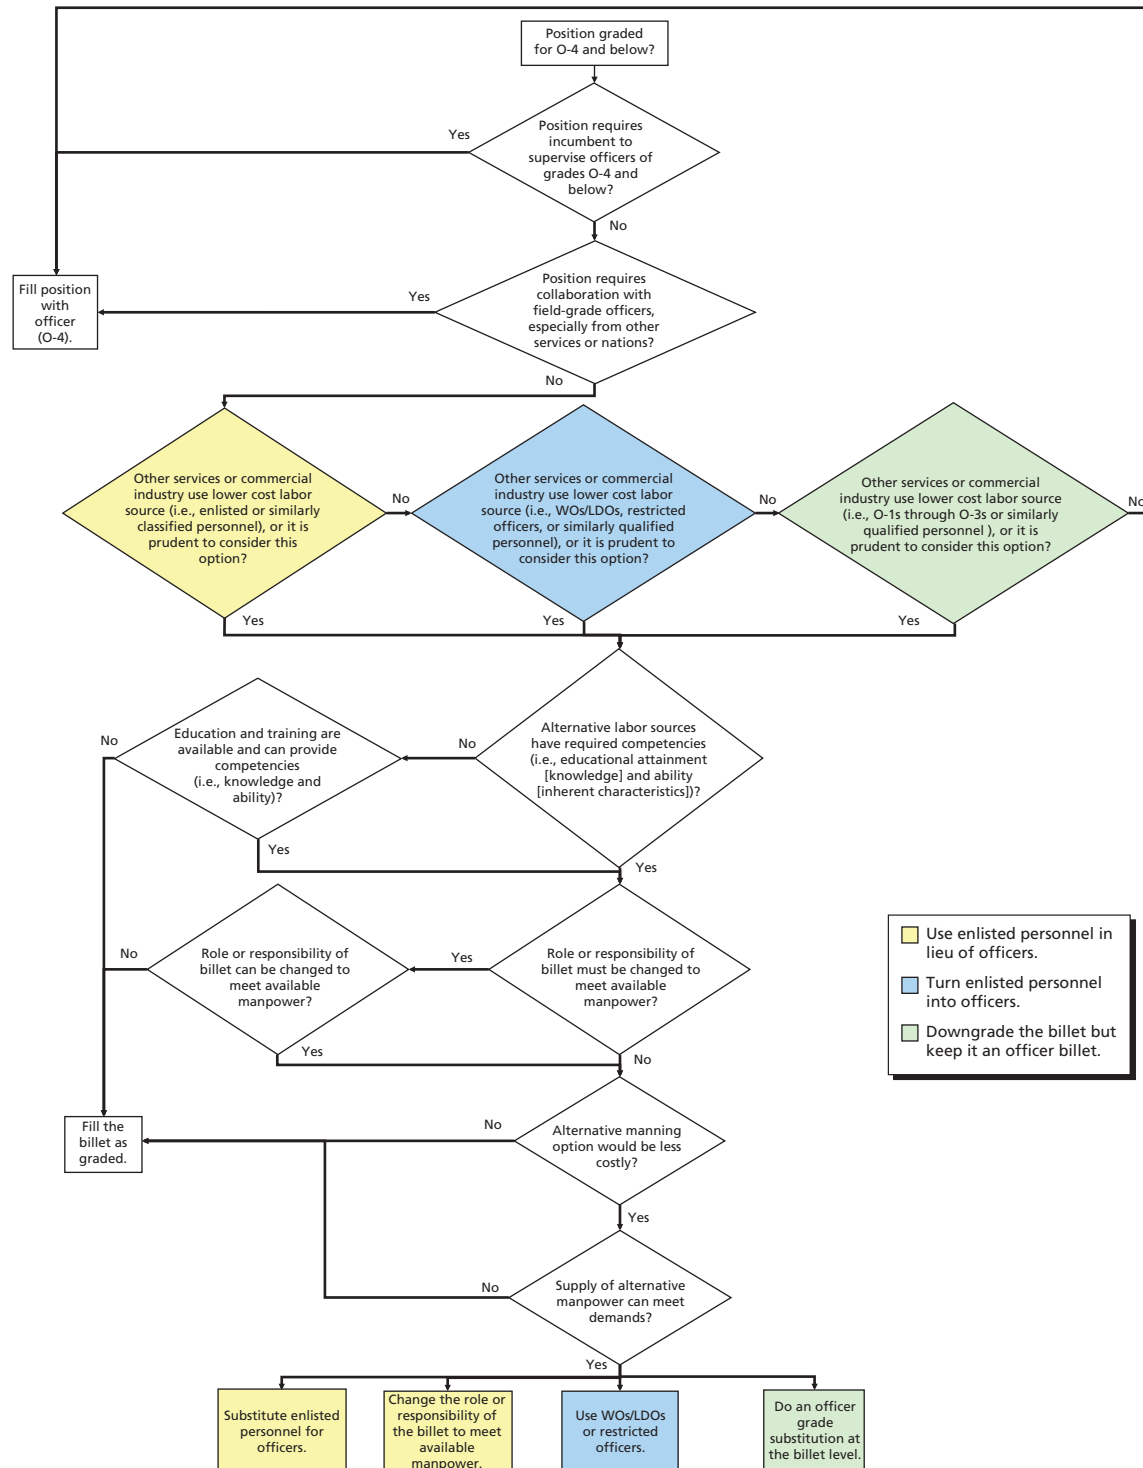 Position graded
for O-4 and below?
Yes
Position requires
incumbent to
supervise officers of
grades O-4 and
below?
No
Fill position
with
officer
(O-4).
Yes
Position requires
collaboration with
field-grade officers,
especially from other
services or nations?
No
Other services or commercial
industry use lower cost labor
source (i.e., enlisted or similarly
classified personnel), or it is
prudent to consider this
option?
No
Other services or commercial
industry use lower cost labor
source (i.e., WOs/LDOs, restricted
officers, or similarly qualified
personnel), or it is prudent to
consider this option?
No
Other services or commercial
industry use lower cost labor source
(i.e., O-1s through O-3s or similarly
qualified personnel ), or it is
prudent to consider this option?
No
Yes
Yes
Yes
No
Education and training are
available and can provide
competencies
(i.e., knowledge and
ability)?
No
Alternative labor sources
have required competencies
(i.e., educational attainment
[knowledge] and ability
[inherent characteristics])?
Yes
Yes
No
Role or responsibility of
billet can be changed to
meet available
manpower?
Yes
Role or responsibility of
billet must be changed to
meet available
manpower?
Use enlisted personnel in
lieu of officers.
Turn enlisted personnel
into officers.
Downgrade the billet but
keep it an officer billet.
Yes
No
Fill the
billet as
graded.
No
Alternative manning
option would be less
costly?
Yes
No
Supply of alternative
manpower can meet
demands?
Yes
Substitute enlisted
personnel for
officers.
Change the role or
responsibility of
the billet to meet
available
manpower.
Use WOs/LDOs
or restricted
officers.
Do an officer
grade
substitution at
the billet level.